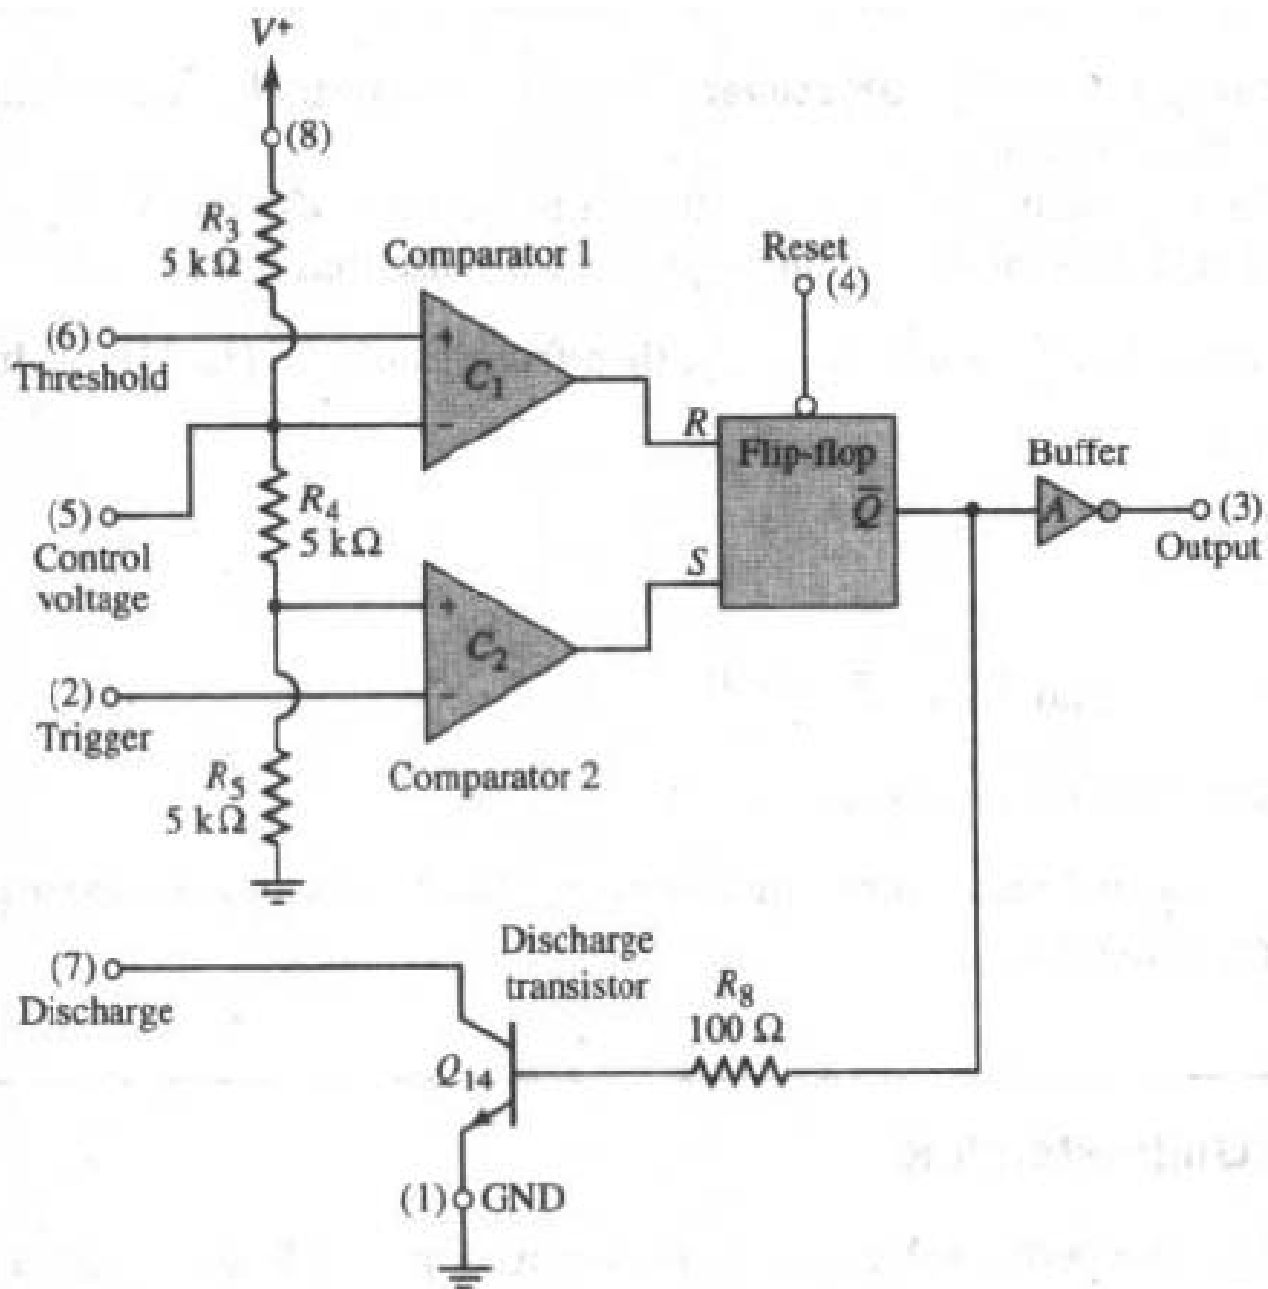 V⁺
(8)
R₃
5 kΩ
Comparator 1
Reset
(4)
(6)
Threshold
+
C₁
−
R
Flip-flop
Q̅
Buffer
A
(3)
Output
(5)
Control
voltage
R₄
5 kΩ
S
+
C₂
−
(2)
Trigger
R₅
5 kΩ
Comparator 2
(7)
Discharge
Discharge
transistor
R₈
100 Ω
Q₁₄
(1)
GND